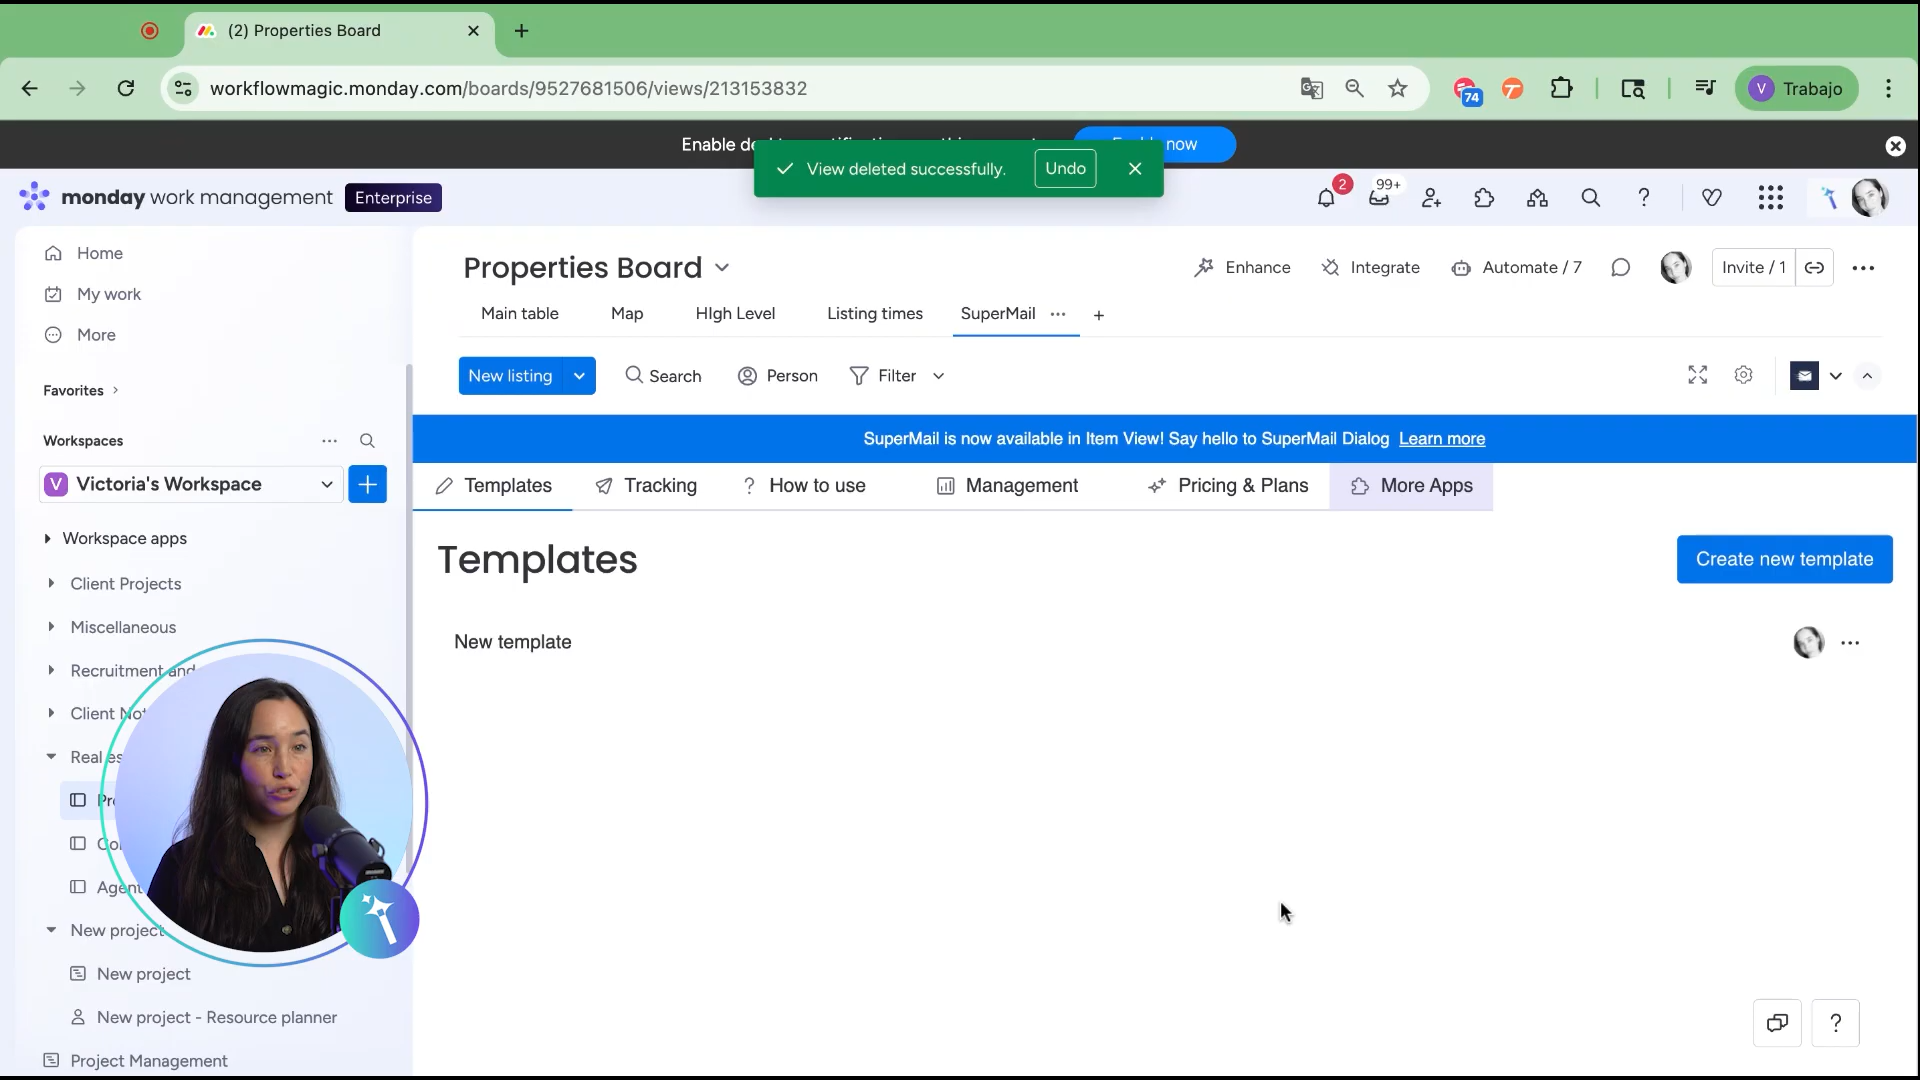 (2) Properties Board
workflowmagic.monday.com/boards/9527681506/views/213153832
74
V Trabajo
Enable now
View deleted successfully. Undo
monday work management Enterprise
2
99+
Home
My work
More
Favorites
Workspaces
V Victoria's Workspace
Workspace apps
Client Projects
Miscellaneous
Recruitment and
Client
Real
New project
New project
New project - Resource planner
Project Management
Properties Board
Enhance Integrate Automate / 7 Invite / 1
Main table Map HIgh Level Listing times SuperMail
New listing Search Person Filter
SuperMail is now available in Item View! Say hello to SuperMail Dialog Learn more
Templates Tracking How to use Management Pricing & Plans More Apps
Templates
Create new template
New template